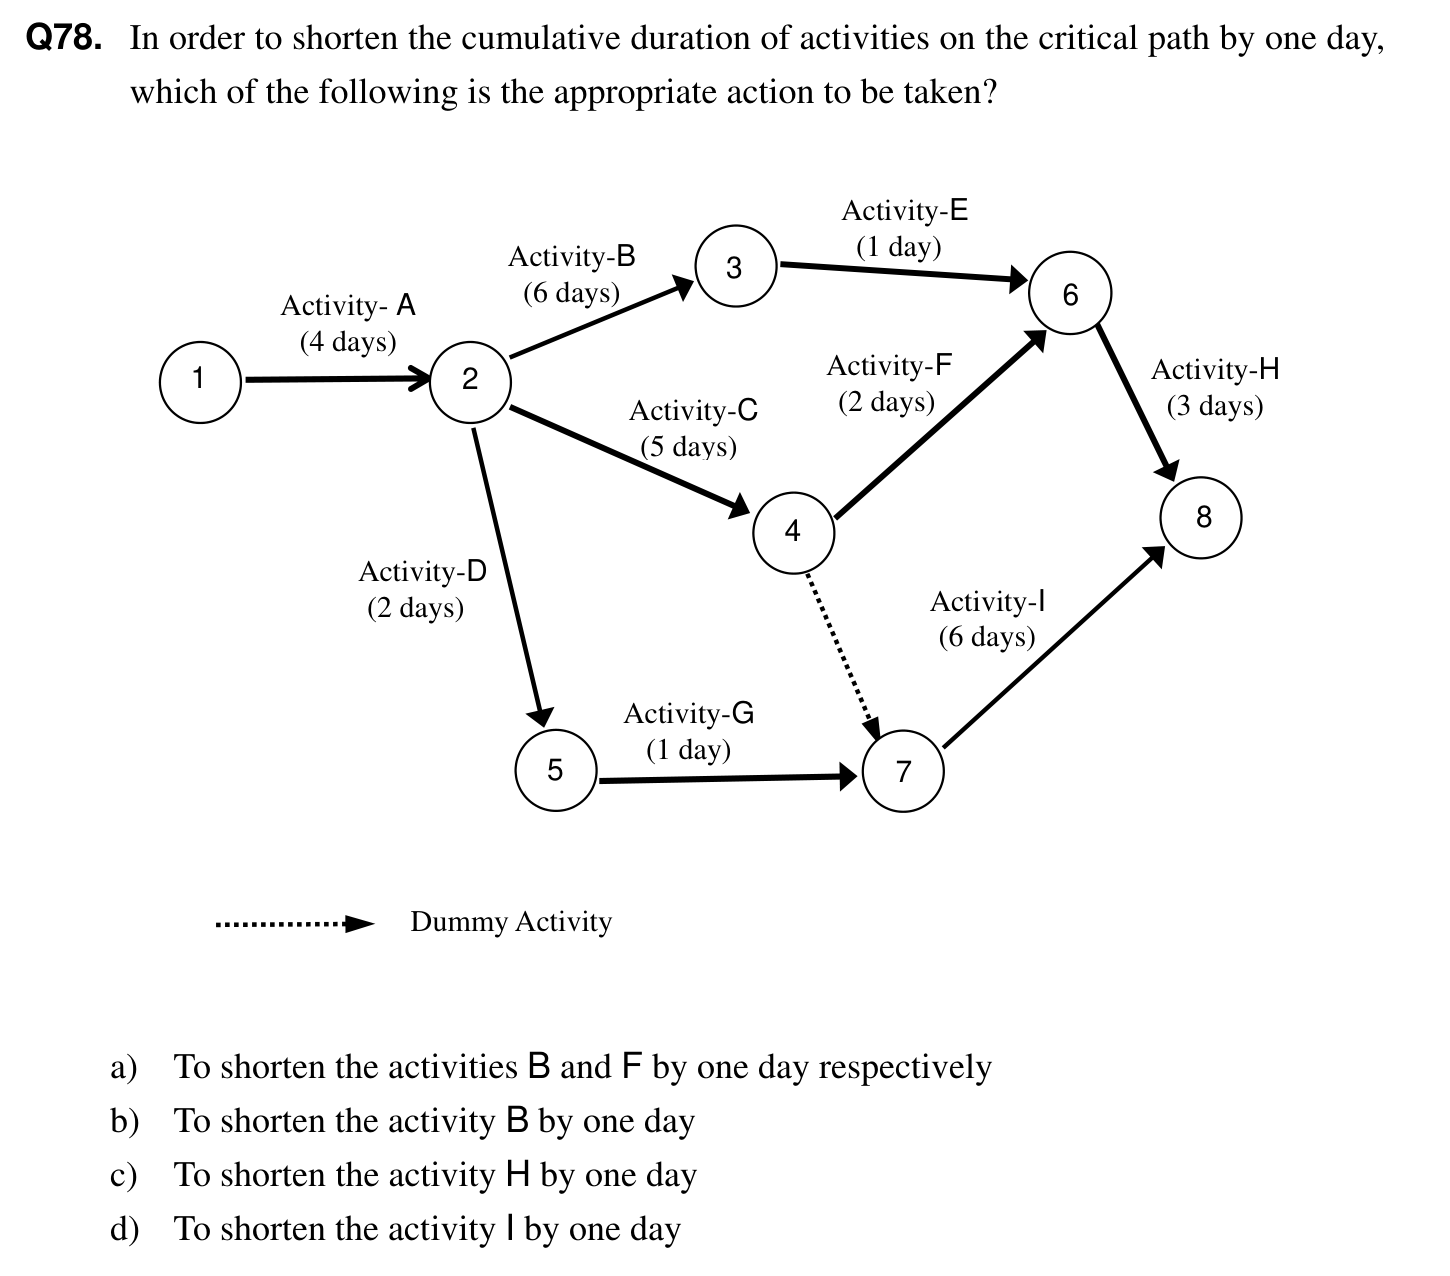 Q78. In order to shorten the cumulative duration of activities on the critical path by one day,
which of the following is the appropriate action to be taken?
Activity-E
(1 day)
Activity-B
(6 days)
3
6
Activity- A
(4 days)
1
2
Activity-F
(2 days)
Activity-H
(3 days)
Activity-C
(5 days)
4
8
Activity-D
(2 days)
Activity-I
(6 days)
Activity-G
(1 day)
5
7
Dummy Activity
a) To shorten the activities B and F by one day respectively
b) To shorten the activity B by one day
c) To shorten the activity H by one day
d) To shorten the activity I by one day